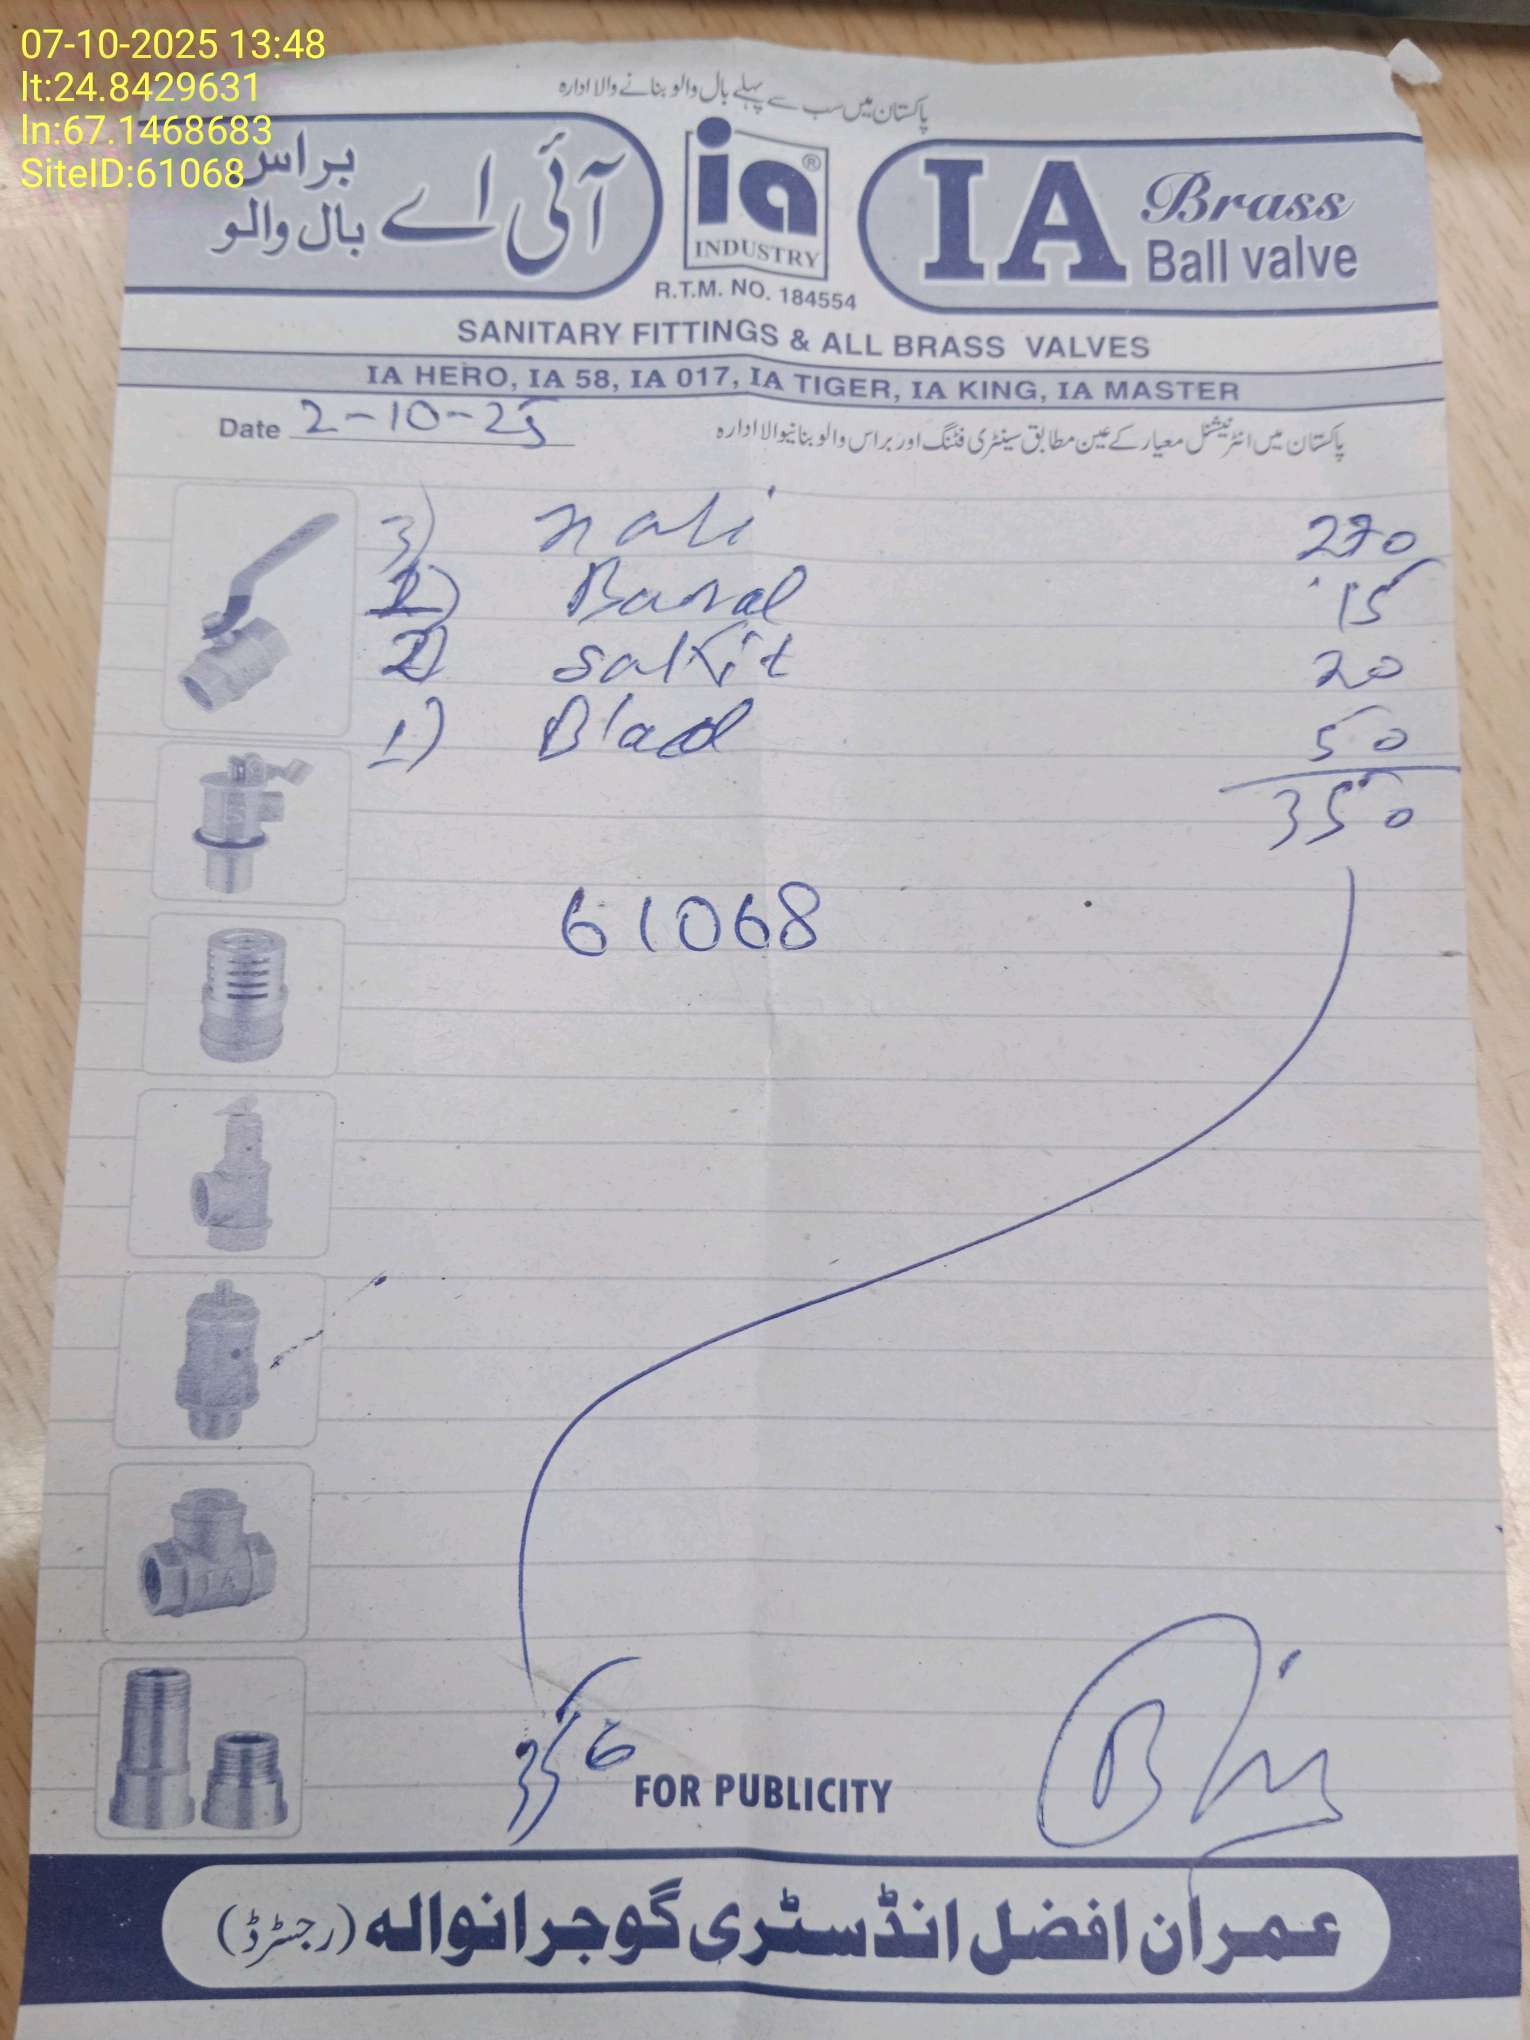 07-10-2025 13:48
lt:24.8429631
ln:67.1468683
SiteID:61068
پاکستان میں سب سے پہلے بال والو بنانے والا ادارہ
آئی اے براس بال والو
ia®
INDUSTRY
R.T.M. NO. 184554
IA Brass Ball valve
SANITARY FITTINGS & ALL BRASS VALVES
IA HERO, IA 58, IA 017, IA TIGER, IA KING, IA MASTER
Date 2-10-25
پاکستان میں انٹرنیشنل معیار کے عین مطابق سینٹری فٹنگ اور براس والو بنانیوالا ادارہ
3) nali 270
2) 15
2) salkit 20
1) Blad 50
350
61068
FOR PUBLICITY
عمران افضل انڈسٹری گوجرانوالہ (رجسٹرڈ)